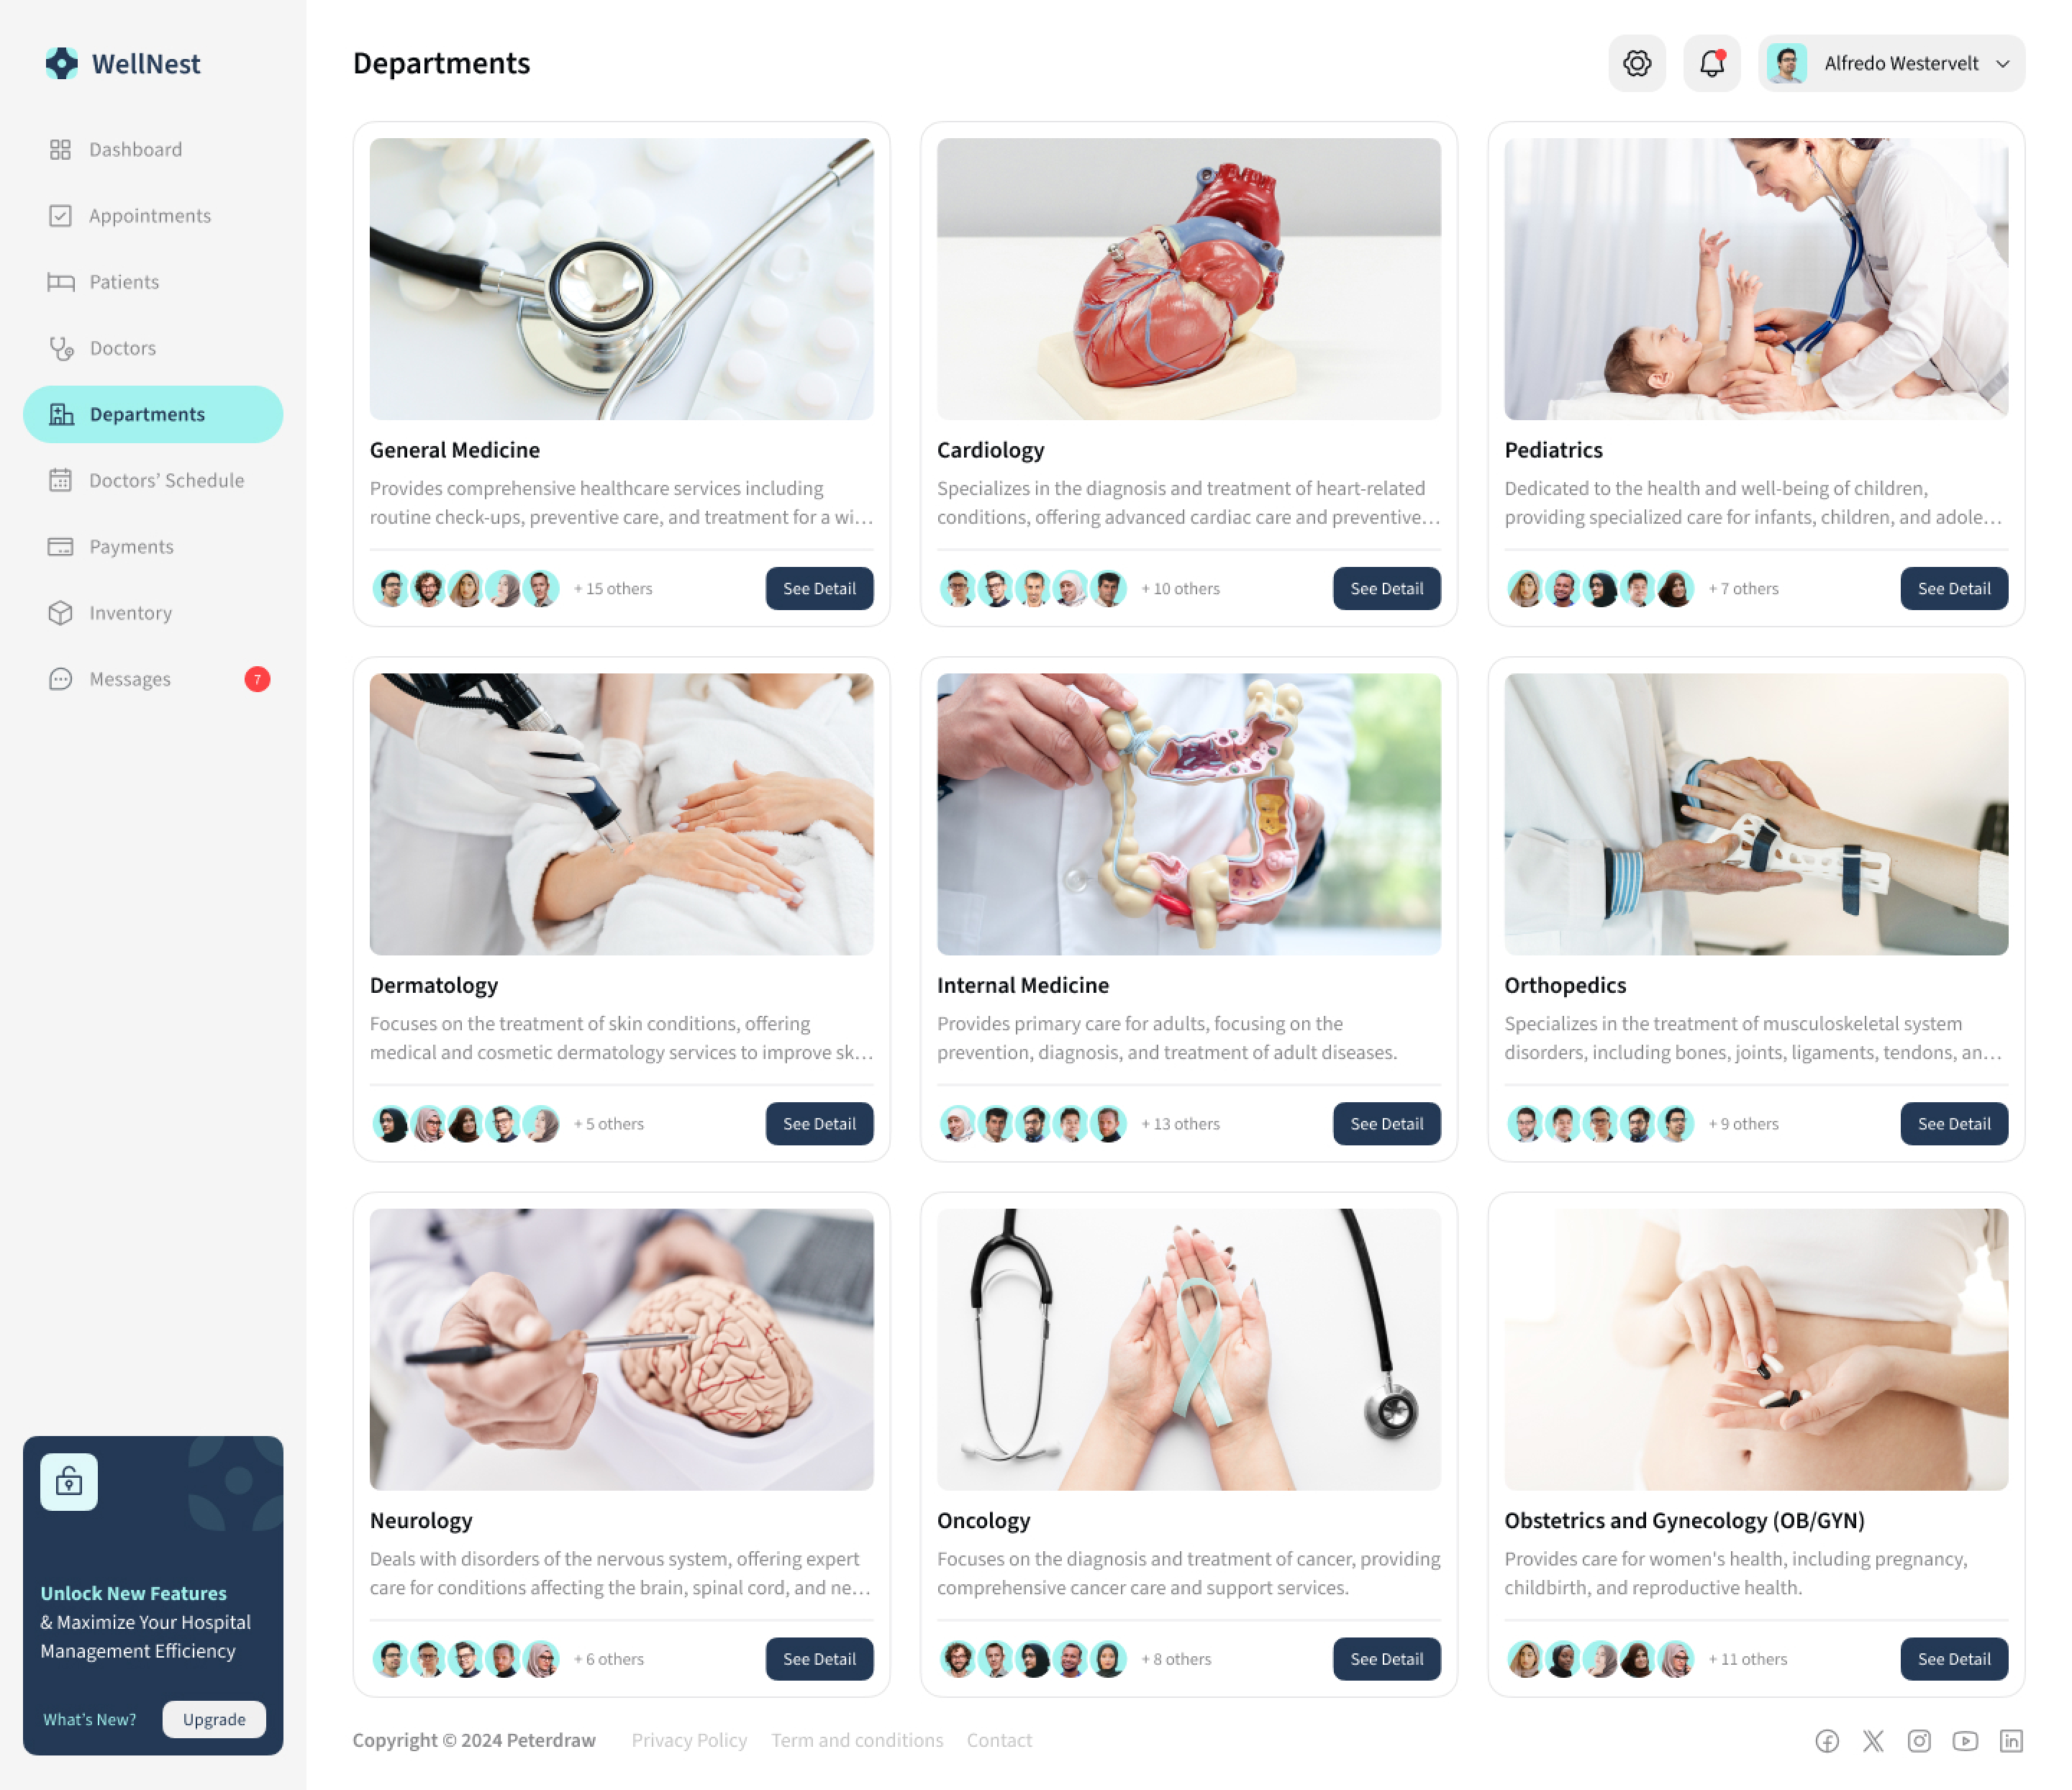 WellNest
Departments
Alfredo Westervelt
Dashboard
Appointments
Patients
Doctors
Departments
Doctors’ Schedule
Payments
Inventory
Messages
7
General Medicine
Provides comprehensive healthcare services including
routine check-ups, preventive care, and treatment for a wi...
+ 15 others
See Detail
Cardiology
Specializes in the diagnosis and treatment of heart-related
conditions, offering advanced cardiac care and preventive...
+ 10 others
See Detail
Pediatrics
Dedicated to the health and well-being of children,
providing specialized care for infants, children, and adole...
+ 7 others
See Detail
Dermatology
Focuses on the treatment of skin conditions, offering
medical and cosmetic dermatology services to improve sk...
+ 5 others
See Detail
Internal Medicine
Provides primary care for adults, focusing on the
prevention, diagnosis, and treatment of adult diseases.
+ 13 others
See Detail
Orthopedics
Specializes in the treatment of musculoskeletal system
disorders, including bones, joints, ligaments, tendons, an...
+ 9 others
See Detail
Neurology
Deals with disorders of the nervous system, offering expert
care for conditions affecting the brain, spinal cord, and ne...
+ 6 others
See Detail
Oncology
Focuses on the diagnosis and treatment of cancer, providing
comprehensive cancer care and support services.
+ 8 others
See Detail
Obstetrics and Gynecology (OB/GYN)
Provides care for women's health, including pregnancy,
childbirth, and reproductive health.
+ 11 others
See Detail
Unlock New Features
& Maximize Your Hospital
Management Efficiency
What’s New?
Upgrade
Copyright © 2024 Peterdraw
Privacy Policy
Term and conditions
Contact